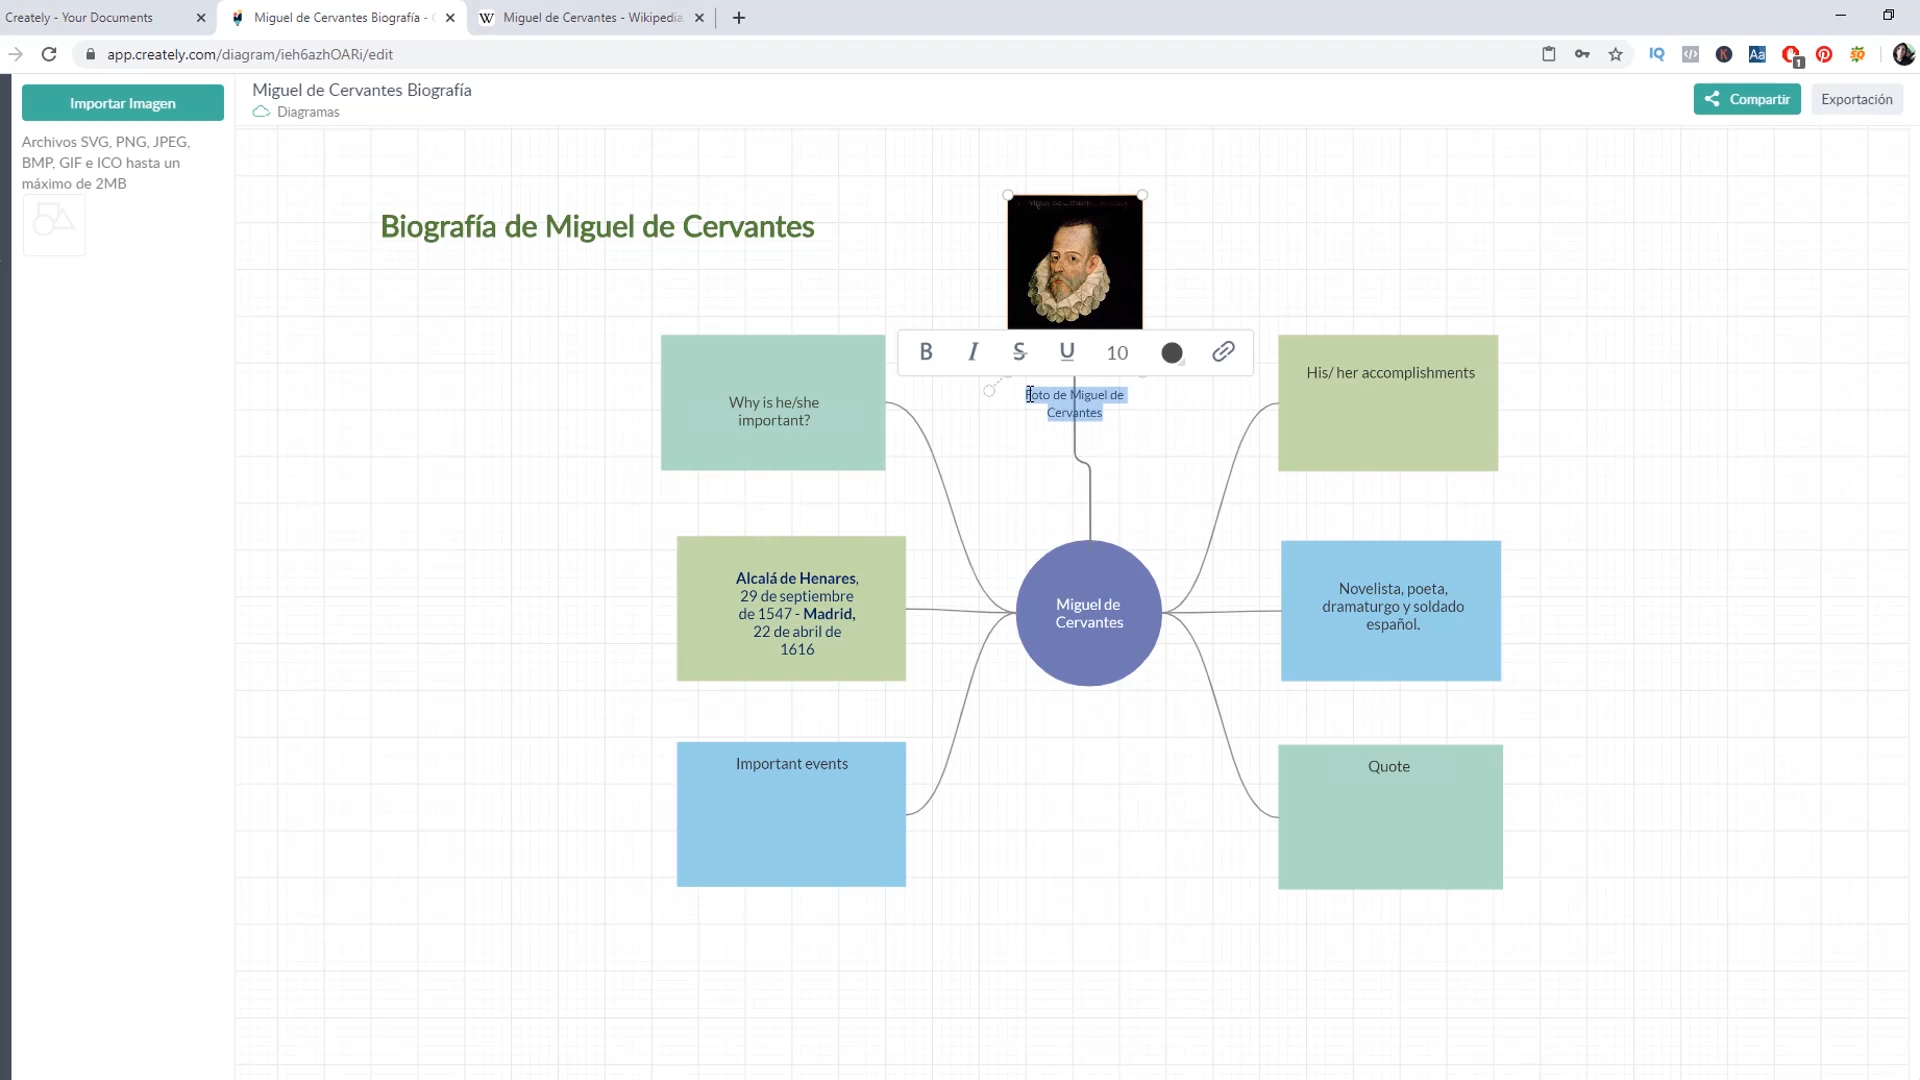 Creately - Your Documents
Miguel de Cervantes Biografía -
Miguel de Cervantes - Wikipedia
app.creately.com/diagram/ieh6azhOARi/edit
IQ
K
Aa
1
Importar Imagen
Miguel de Cervantes Biografía
Diagramas
Compartir
Exportación
Archivos SVG, PNG, JPEG,
BMP, GIF e ICO hasta un
máximo de 2MB
Biografía de Miguel de Cervantes
B I S U 10
Foto de Miguel de
Cervantes
Why is he/she
important?
His/ her accomplishments
Alcalá de Henares,
29 de septiembre
de 1547 - Madrid,
22 de abril de
1616
Miguel de
Cervantes
Novelista, poeta,
dramaturgo y soldado
español.
Important events
Quote